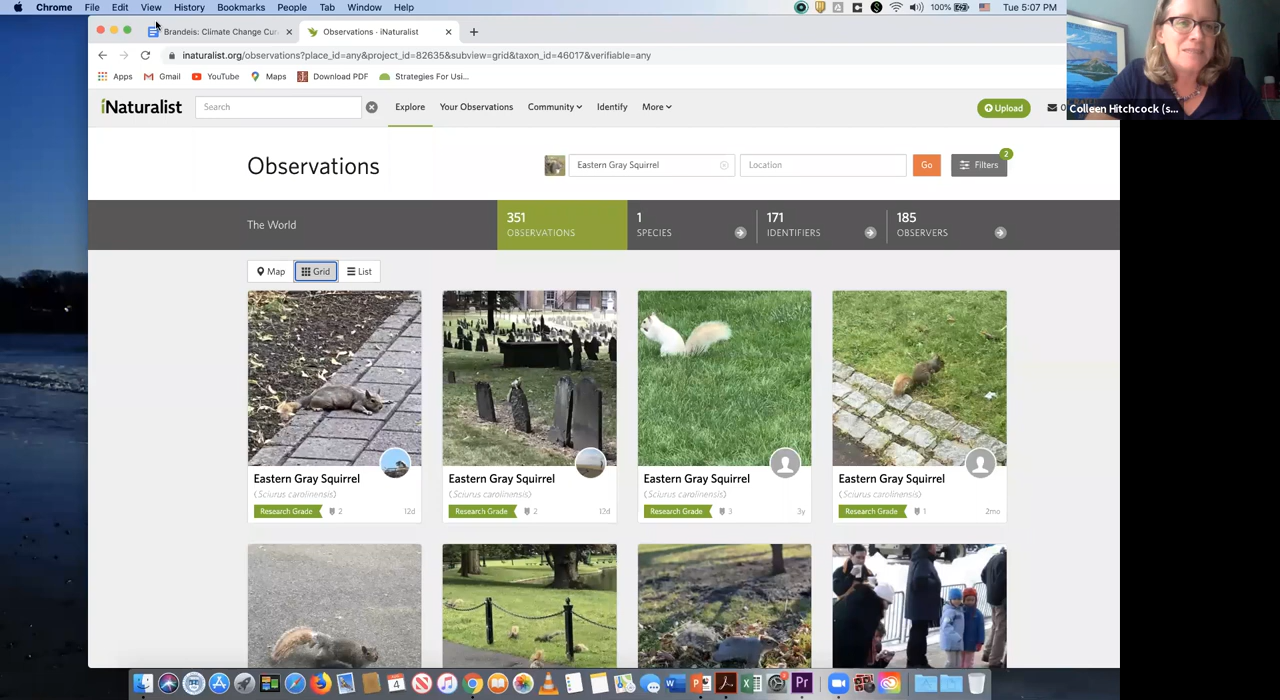 Chrome File Edit View History Bookmarks People Tab Window Help 100% Tue 5:07 PM
Brandeis: Climate Change Cur Observations · iNaturalist
inaturalist.org/observations?place_id=any&project_id=82635&subview=grid&taxon_id=46017&verifiable=any
Apps Gmail YouTube Maps Download PDF Strategies For Usi...
iNaturalist Search Explore Your Observations Community Identify More Upload 0
Colleen Hitchcock (s...
Observations Eastern Gray Squirrel Location Go Filters 2
The World 351 OBSERVATIONS 1 SPECIES 171 IDENTIFIERS 185 OBSERVERS
Map Grid List
Eastern Gray Squirrel Eastern Gray Squirrel Eastern Gray Squirrel Eastern Gray Squirrel
(Sciurus carolinensis) (Sciurus carolinensis) (Sciurus carolinensis) (Sciurus carolinensis)
Research Grade 2 12d Research Grade 2 12d Research Grade 3 3y Research Grade 1 2mo